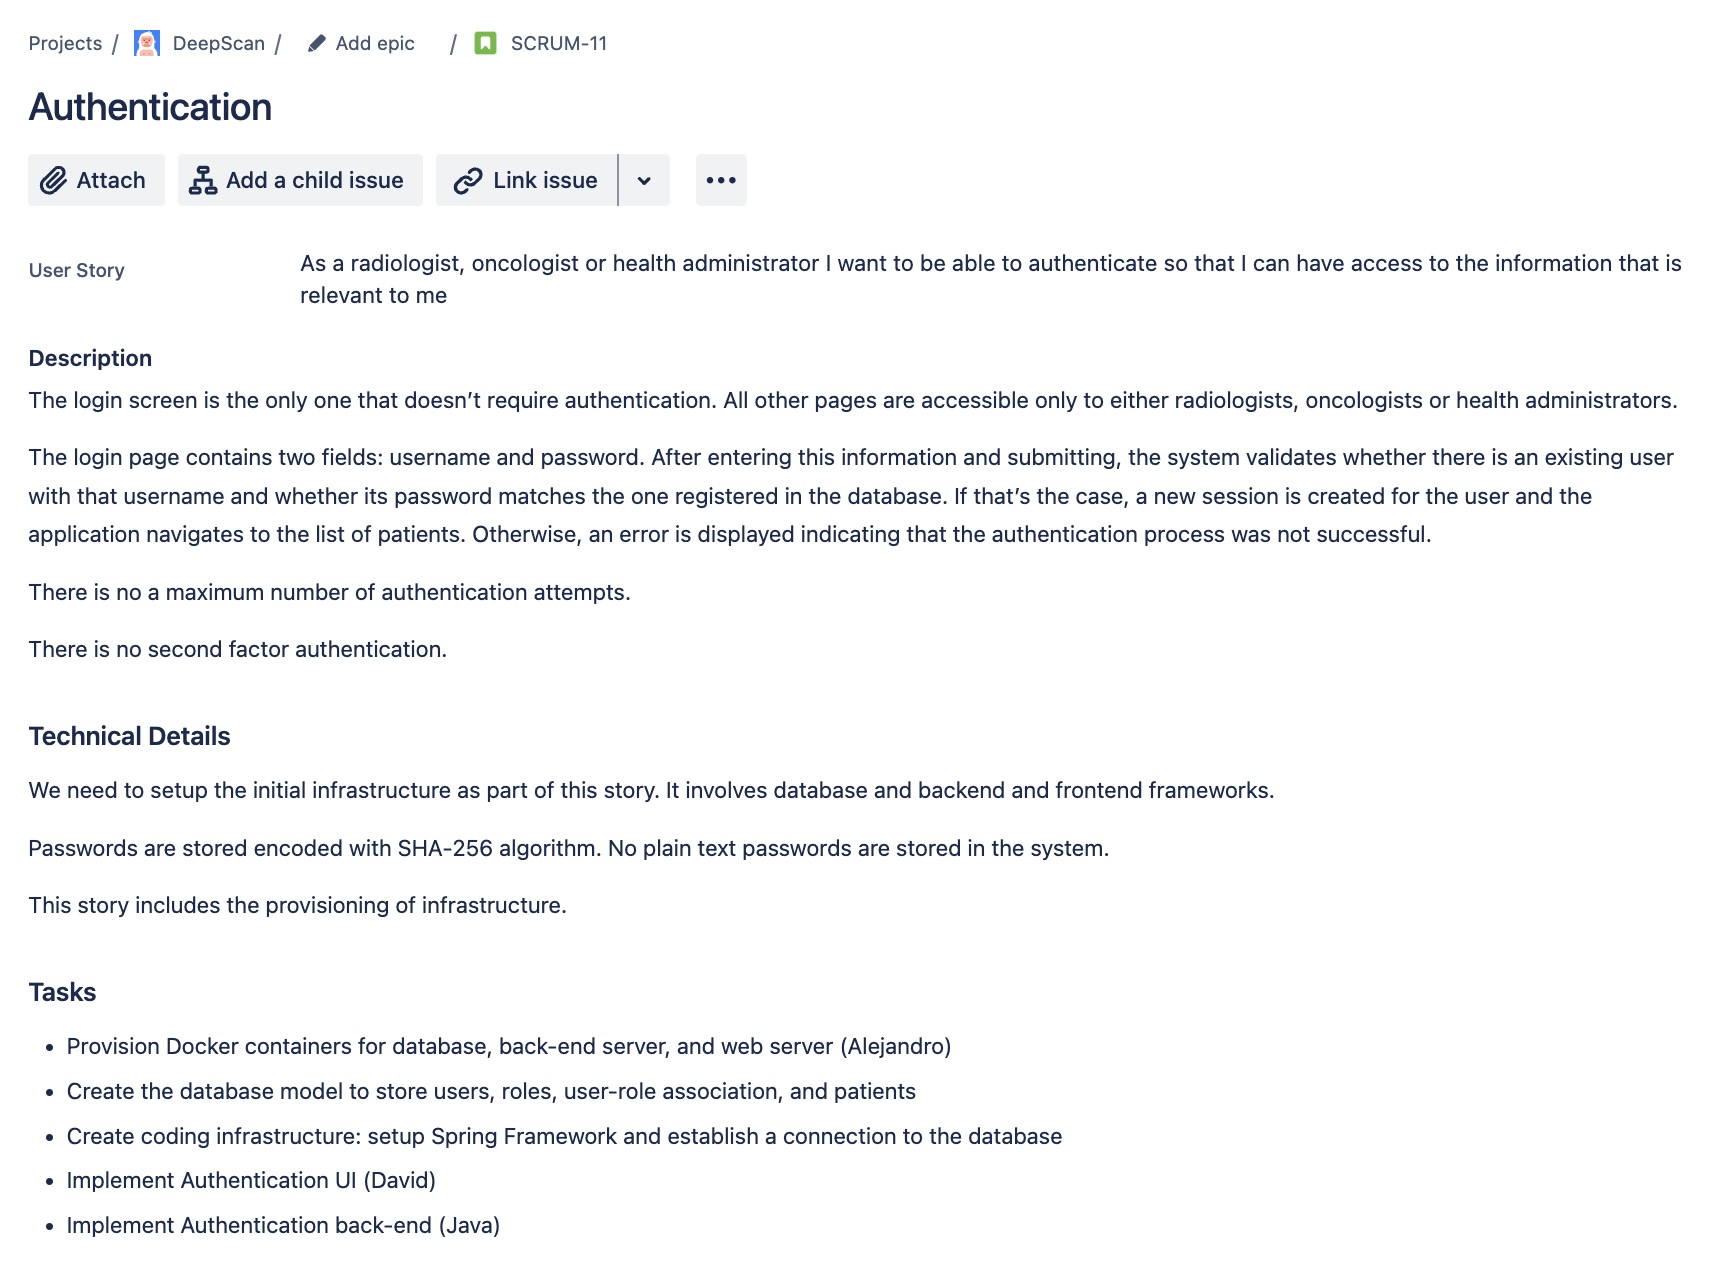 Projects / DeepScan / Add epic / SCRUM-11
Authentication
Attach Add a child issue Link issue
User Story
As a radiologist, oncologist or health administrator I want to be able to authenticate so that I can have access to the information that is
relevant to me
Description
The login screen is the only one that doesn’t require authentication. All other pages are accessible only to either radiologists, oncologists or health administrators.
The login page contains two fields: username and password. After entering this information and submitting, the system validates whether there is an existing user
with that username and whether its password matches the one registered in the database. If that’s the case, a new session is created for the user and the
application navigates to the list of patients. Otherwise, an error is displayed indicating that the authentication process was not successful.
There is no a maximum number of authentication attempts.
There is no second factor authentication.
Technical Details
We need to setup the initial infrastructure as part of this story. It involves database and backend and frontend frameworks.
Passwords are stored encoded with SHA-256 algorithm. No plain text passwords are stored in the system.
This story includes the provisioning of infrastructure.
Tasks
• Provision Docker containers for database, back-end server, and web server (Alejandro)
• Create the database model to store users, roles, user-role association, and patients
• Create coding infrastructure: setup Spring Framework and establish a connection to the database
• Implement Authentication UI (David)
• Implement Authentication back-end (Java)